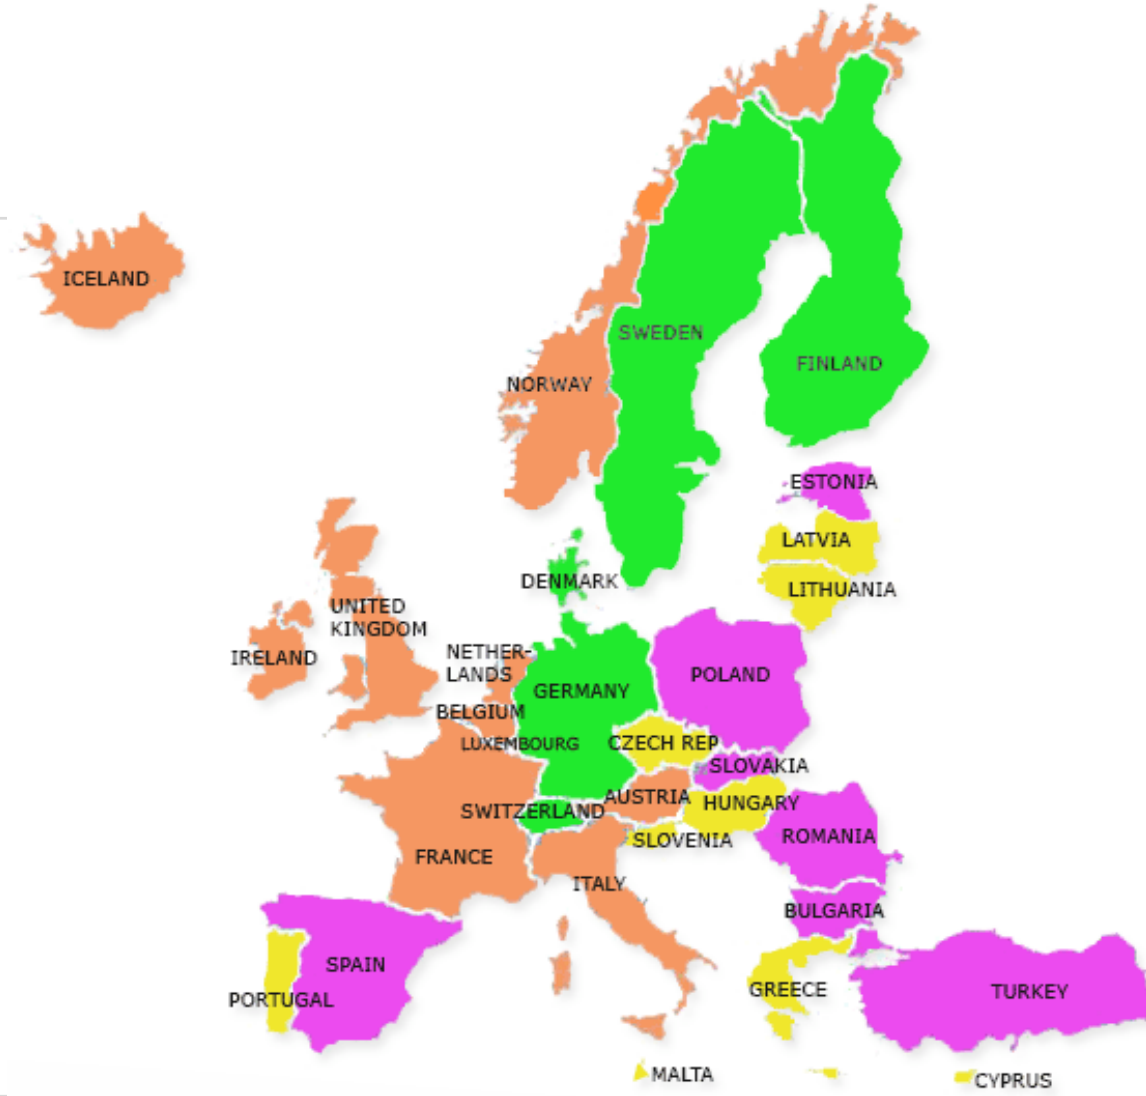 ICELAND
SWEDEN
FINLAND
NORWAY
ESTONIA
LATVIA
DENMARK
LITHUANIA
UNITED
KINGDOM
IRELAND
NETHER-
LANDS
POLAND
GERMANY
BELGIUM
LUXEMBOURG
CZECH REP
SLOVAKIA
AUSTRIA
HUNGARY
SWITZERLAND
ROMANIA
SLOVENIA
FRANCE
ITALY
BULGARIA
SPAIN
GREECE
TURKEY
PORTUGAL
MALTA
CYPRUS